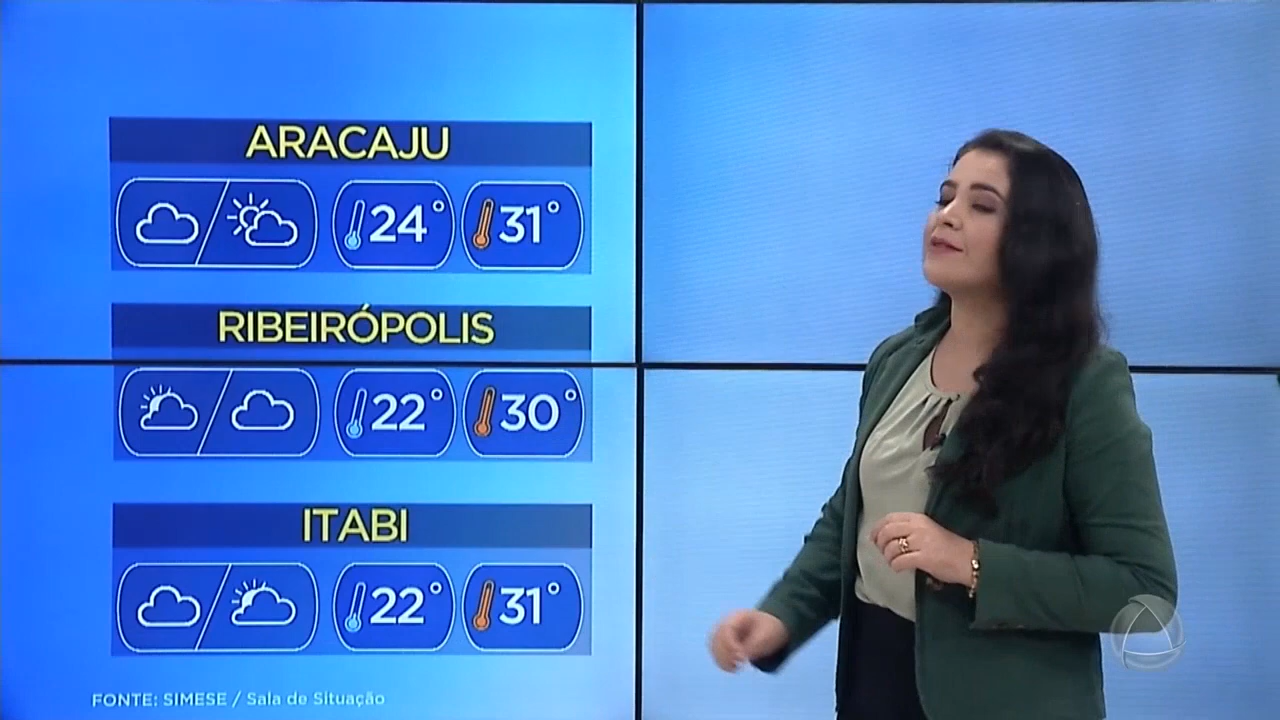 ARACAJU
24° 31°
RIBEIRÓPOLIS
22° 30°
ITABI
22° 31°
FONTE: SIMESE / Sala de Situação